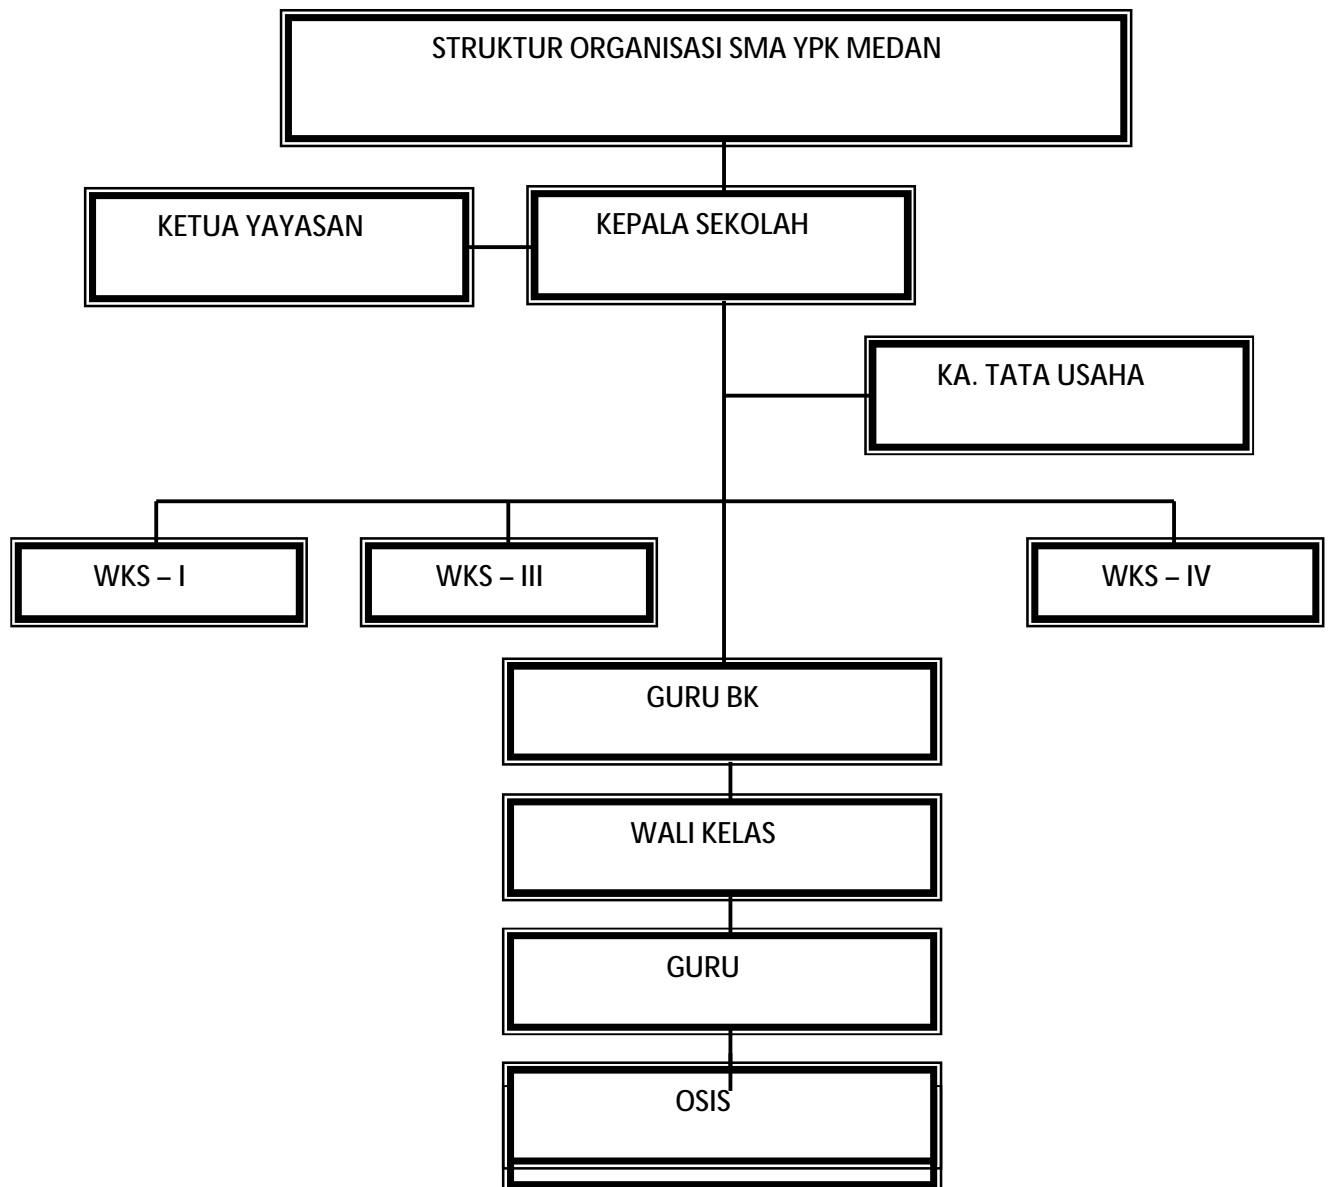 STRUKTUR ORGANISASI SMA YPK MEDAN
KETUA YAYASAN
KEPALA SEKOLAH
KA. TATA USAHA
WKS – I
WKS – III
WKS – IV
GURU BK
WALI KELAS
GURU
OSIS